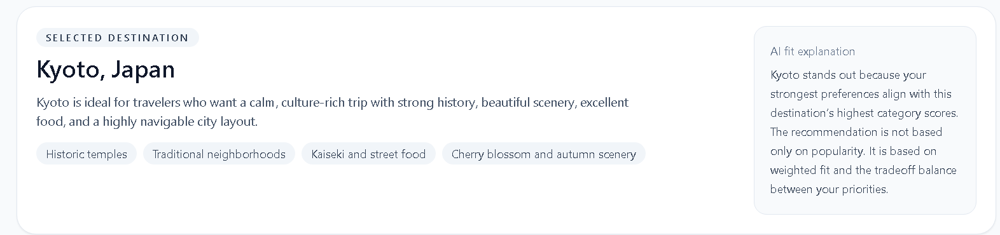 SELECTED DESTINATION
Kyoto, Japan
Kyoto is ideal for travelers who want a calm, culture-rich trip with strong history, beautiful scenery, excellent
food, and a highly navigable city layout.
Historic temples
Traditional neighborhoods
Kaiseki and street food
Cherry blossom and autumn scenery
AI fit explanation
Kyoto stands out because your
strongest preferences align with this
destination’s highest category scores.
The recommendation is not based
only on popularity. It is based on
weighted fit and the tradeoff balance
between your priorities.